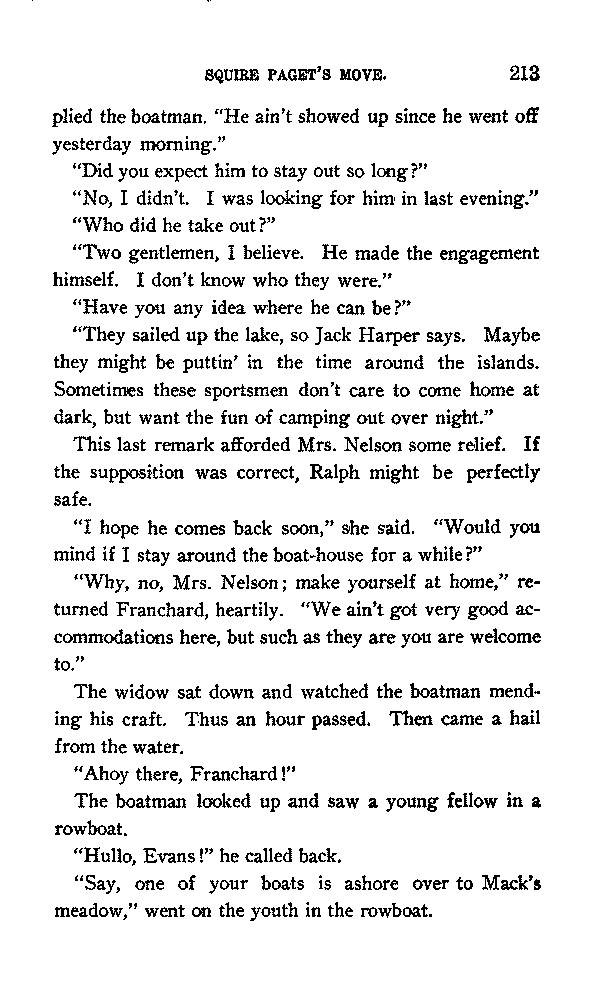 SQUIRE PAGET'S MOVE. 213
plied the boatman. "He ain't showed up since he went off
yesterday morning."
"Did you expect him to stay out so long?"
"No, I didn't. I was looking for him in last evening."
"Who did he take out?"
"Two gentlemen, I believe. He made the engagement
himself. I don't know who they were."
"Have you any idea where he can be?"
"They sailed up the lake, so Jack Harper says. Maybe
they might be puttin' in the time around the islands.
Sometimes these sportsmen don't care to come home at
dark, but want the fun of camping out over night."
This last remark afforded Mrs. Nelson some relief. If
the supposition was correct, Ralph might be perfectly
safe.
"I hope he comes back soon," she said. "Would you
mind if I stay around the boat-house for a while?"
"Why, no, Mrs. Nelson; make yourself at home," re-
turned Franchard, heartily. "We ain't got very good ac-
commodations here, but such as they are you are welcome
to."
The widow sat down and watched the boatman mend-
ing his craft. Thus an hour passed. Then came a hail
from the water.
"Ahoy there, Franchard!"
The boatman looked up and saw a young fellow in a
rowboat.
"Hullo, Evans!" he called back.
"Say, one of your boats is ashore over to Mack's
meadow," went on the youth in the rowboat.